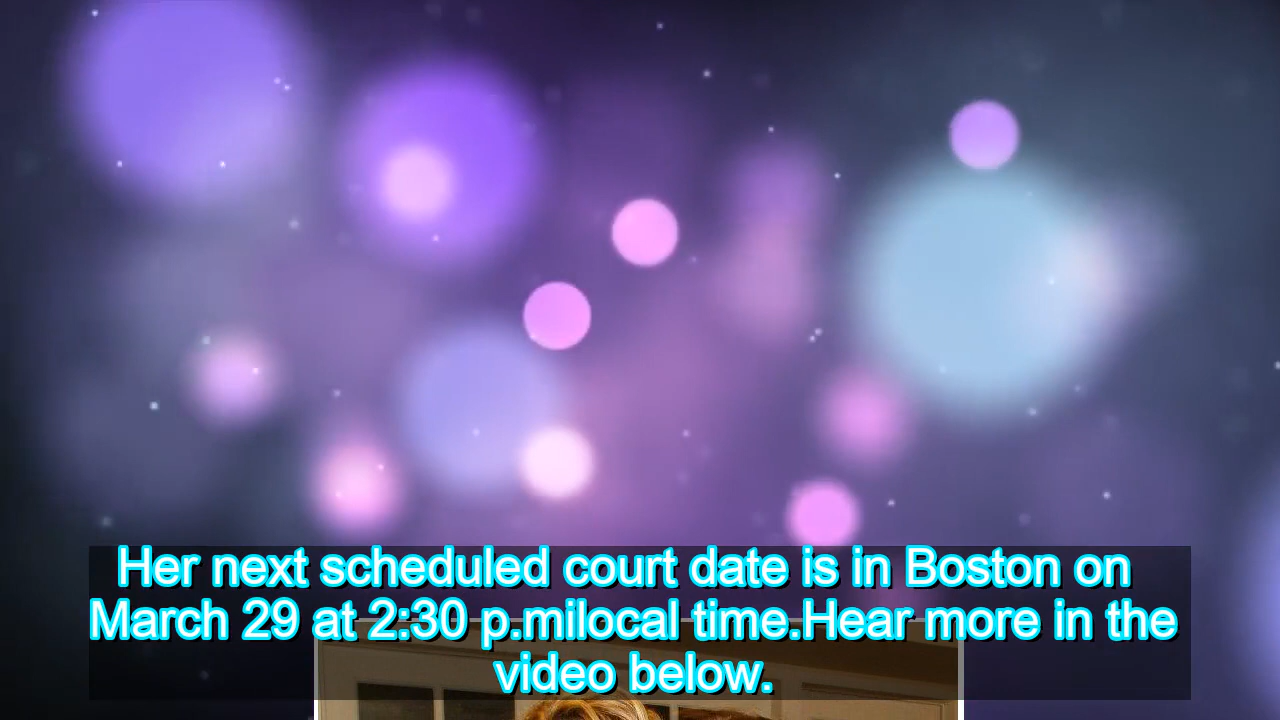 Her next scheduled court date is in Boston on
March 29 at 2:30 p.milocal time.Hear more in the
video below.